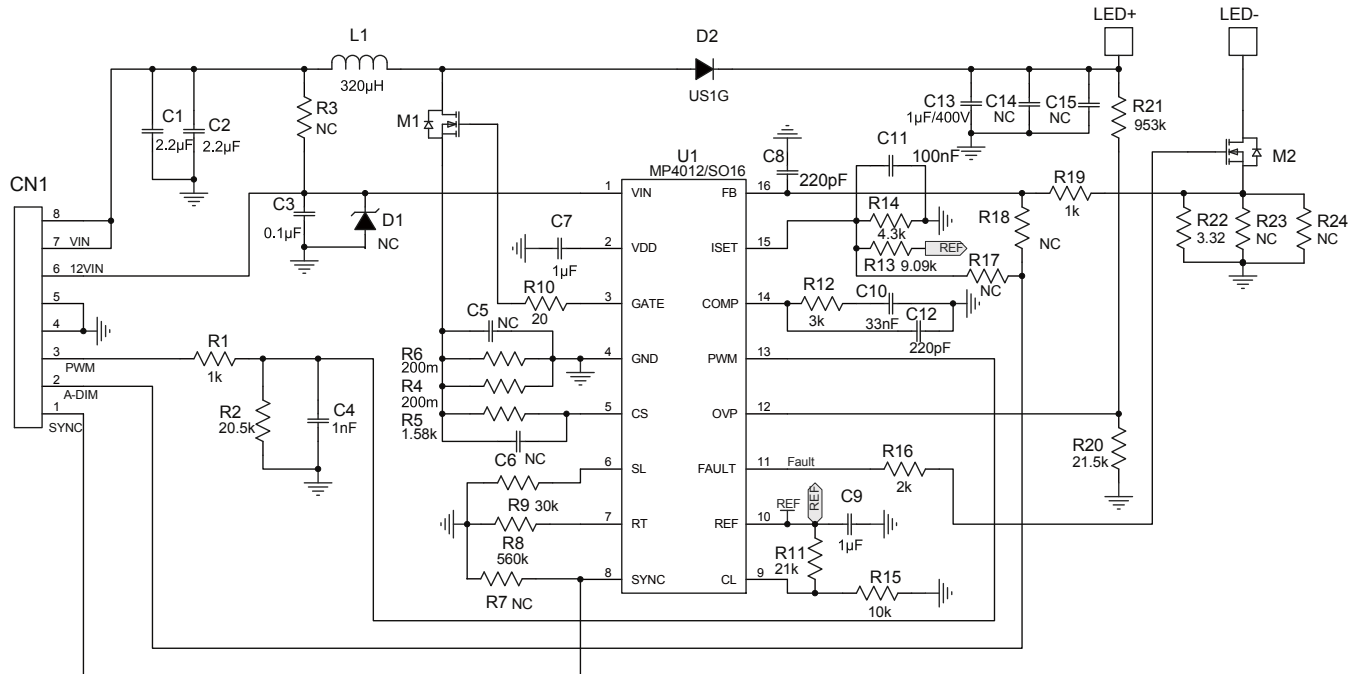 LED+
LED-
L1
320µH
D2
US1G
R3
NC
M1
C1
2.2µF
C2
2.2µF
C13
1µF/400V
C14
NC
C15
NC
R21
953k
M2
C11
100nF
C8
220pF
U1
MP4012/SO16
CN1
8
7
VIN
6
12VIN
5
4
3
PWM
2
A-DIM
1
SYNC
C3
0.1µF
D1
NC
C7
1µF
1
VIN
FB
16
2
VDD
ISET
15
3
GATE
COMP
14
4
GND
PWM
13
5
CS
OVP
12
6
SL
FAULT
11
Fault
7
RT
REF
10
REF
8
SYNC
CL
9
R14
4.3k
R13
9.09k
REF
R17
NC
R18
NC
R19
1k
R22
3.32
R23
NC
R24
NC
R10
20
C5
NC
R6
200m
R4
200m
R5
1.58k
C6
NC
R12
3k
C10
33nF
C12
220pF
R1
1k
R2
20.5k
C4
1nF
R9
30k
R8
560k
R7
NC
R16
2k
REF
C9
1µF
R11
21k
R15
10k
R20
21.5k